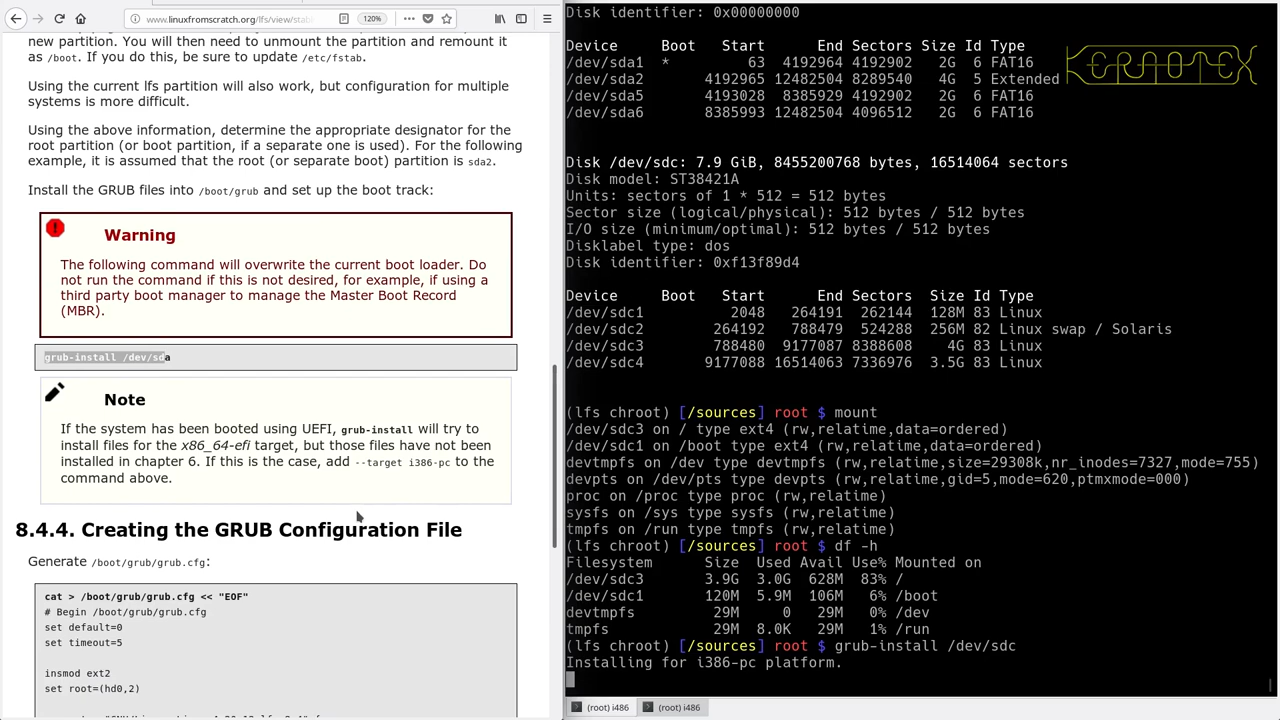 www.linuxfromscratch.org/lfs/view/stab
120%
new partition. You will then need to unmount the partition and remount it
as /boot. If you do this, be sure to update /etc/fstab.
Using the current lfs partition will also work, but configuration for multiple
systems is more difficult.
Using the above information, determine the appropriate designator for the
root partition (or boot partition, if a separate one is used). For the following
example, it is assumed that the root (or separate boot) partition is sda2.
Install the GRUB files into /boot/grub and set up the boot track:
Warning
The following command will overwrite the current boot loader. Do
not run the command if this is not desired, for example, if using a
third party boot manager to manage the Master Boot Record
(MBR).
grub-install /dev/sda
Note
If the system has been booted using UEFI, grub-install will try to
install files for the x86_64-efi target, but those files have not been
installed in chapter 6. If this is the case, add --target i386-pc to the
command above.
8.4.4. Creating the GRUB Configuration File
Generate /boot/grub/grub.cfg:
cat > /boot/grub/grub.cfg << "EOF"
# Begin /boot/grub/grub.cfg
set default=0
set timeout=5
insmod ext2
set root=(hd0,2)
Disk identifier: 0x00000000
Device Boot Start End Sectors Size Id Type
/dev/sda1 * 63 4192964 4192902 2G 6 FAT16
/dev/sda2 4192965 12482504 8289540 4G 5 Extended
/dev/sda5 4193028 8385929 4192902 2G 6 FAT16
/dev/sda6 8385993 12482504 4096512 2G 6 FAT16
Disk /dev/sdc: 7.9 GiB, 8455200768 bytes, 16514064 sectors
Disk model: ST38421A
Units: sectors of 1 * 512 = 512 bytes
Sector size (logical/physical): 512 bytes / 512 bytes
I/O size (minimum/optimal): 512 bytes / 512 bytes
Disklabel type: dos
Disk identifier: 0xf13f89d4
Device Boot Start End Sectors Size Id Type
/dev/sdc1 2048 264191 262144 128M 83 Linux
/dev/sdc2 264192 788479 524288 256M 82 Linux swap / Solaris
/dev/sdc3 788480 9177087 8388608 4G 83 Linux
/dev/sdc4 9177088 16514063 7336976 3.5G 83 Linux
(lfs chroot) [/sources] root $ mount
/dev/sdc3 on / type ext4 (rw,relatime,data=ordered)
/dev/sdc1 on /boot type ext4 (rw,relatime,data=ordered)
devtmpfs on /dev type devtmpfs (rw,relatime,size=29308k,nr_inodes=7327,mode=755)
devpts on /dev/pts type devpts (rw,relatime,gid=5,mode=620,ptmxmode=000)
proc on /proc type proc (rw,relatime)
sysfs on /sys type sysfs (rw,relatime)
tmpfs on /run type tmpfs (rw,relatime)
(lfs chroot) [/sources] root $ df -h
Filesystem Size Used Avail Use% Mounted on
/dev/sdc3 3.9G 3.0G 628M 83% /
/dev/sdc1 120M 5.9M 106M 6% /boot
devtmpfs 29M 0 29M 0% /dev
tmpfs 29M 8.0K 29M 1% /run
(lfs chroot) [/sources] root $ grub-install /dev/sdc
Installing for i386-pc platform.
(root) i486
(root) i486